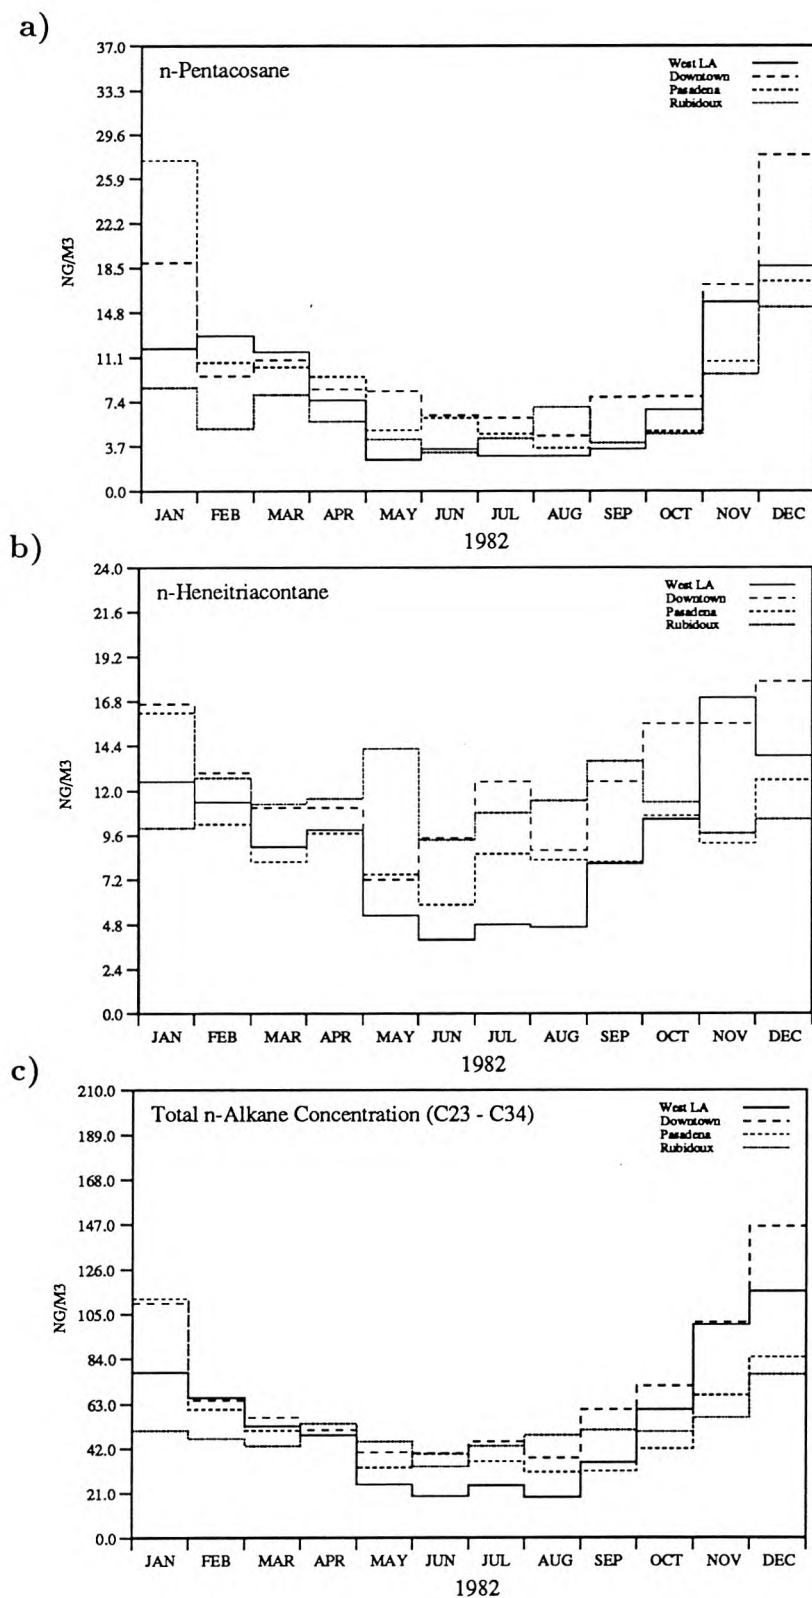 a)
n-Pentacosane
West LA
Downtown
Pasadena
Rubidoux
37.0
33.3
29.6
25.9
22.2
18.5
14.8
11.1
7.4
3.7
0.0
NG/M3
JAN FEB MAR APR MAY JUN JUL AUG SEP OCT NOV DEC
1982
b)
n-Heneitriacontane
West LA
Downtown
Pasadena
Rubidoux
24.0
21.6
19.2
16.8
14.4
12.0
9.6
7.2
4.8
2.4
0.0
NG/M3
JAN FEB MAR APR MAY JUN JUL AUG SEP OCT NOV DEC
1982
c)
Total n-Alkane Concentration (C23 - C34)
West LA
Downtown
Pasadena
Rubidoux
210.0
189.0
168.0
147.0
126.0
105.0
84.0
63.0
42.0
21.0
0.0
NG/M3
JAN FEB MAR APR MAY JUN JUL AUG SEP OCT NOV DEC
1982